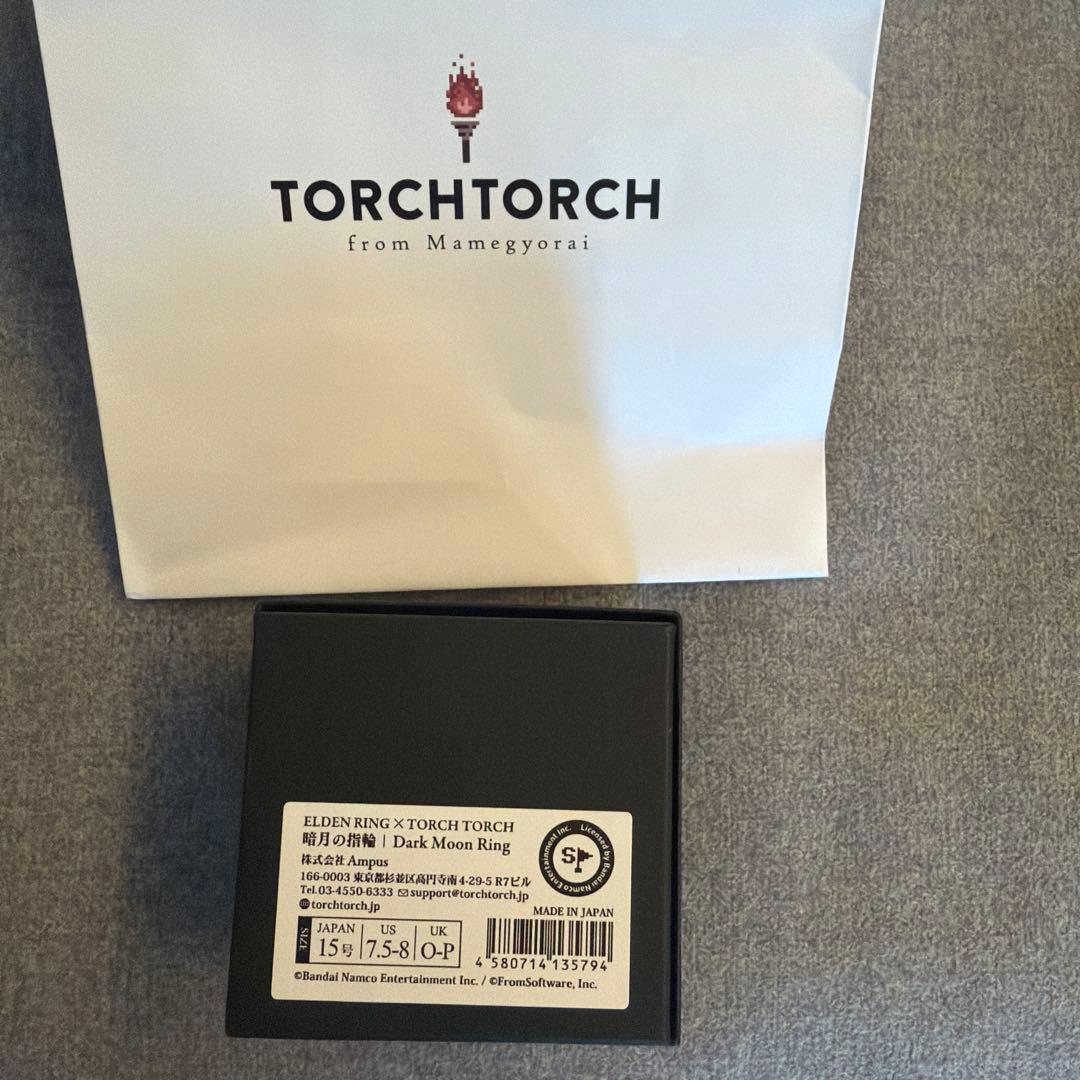 TORCHTORCH
from Mamegyorai
ELDEN RING × TORCH TORCH
暗月の指輪 | Dark Moon Ring
株式会社 Ampus
166-0003 東京都杉並区高円寺南4-29-5 R7ビル
Tel.03-4550-6333 ✉support@torchtorch.jp
torchtorch.jp
Licensed by Bandai Namco Entertainment Inc.
SP
MADE IN JAPAN
SIZE
JAPAN US UK
15号 7.5-8 O-P
4 580714 135794
©Bandai Namco Entertainment Inc. / ©FromSoftware, Inc.